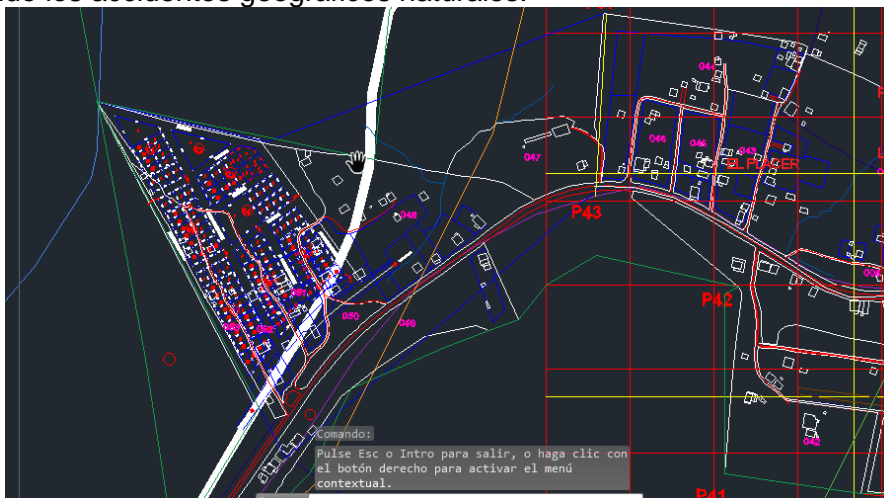 los accidentes geográficos naturales.
044
047
046
045
043
EL PLACER
P43
048
051
050
049
P42
Comando:
Pulse Esc o Intro para salir, o haga clic con
el botón derecho para activar el menú
contextual.
042
P41